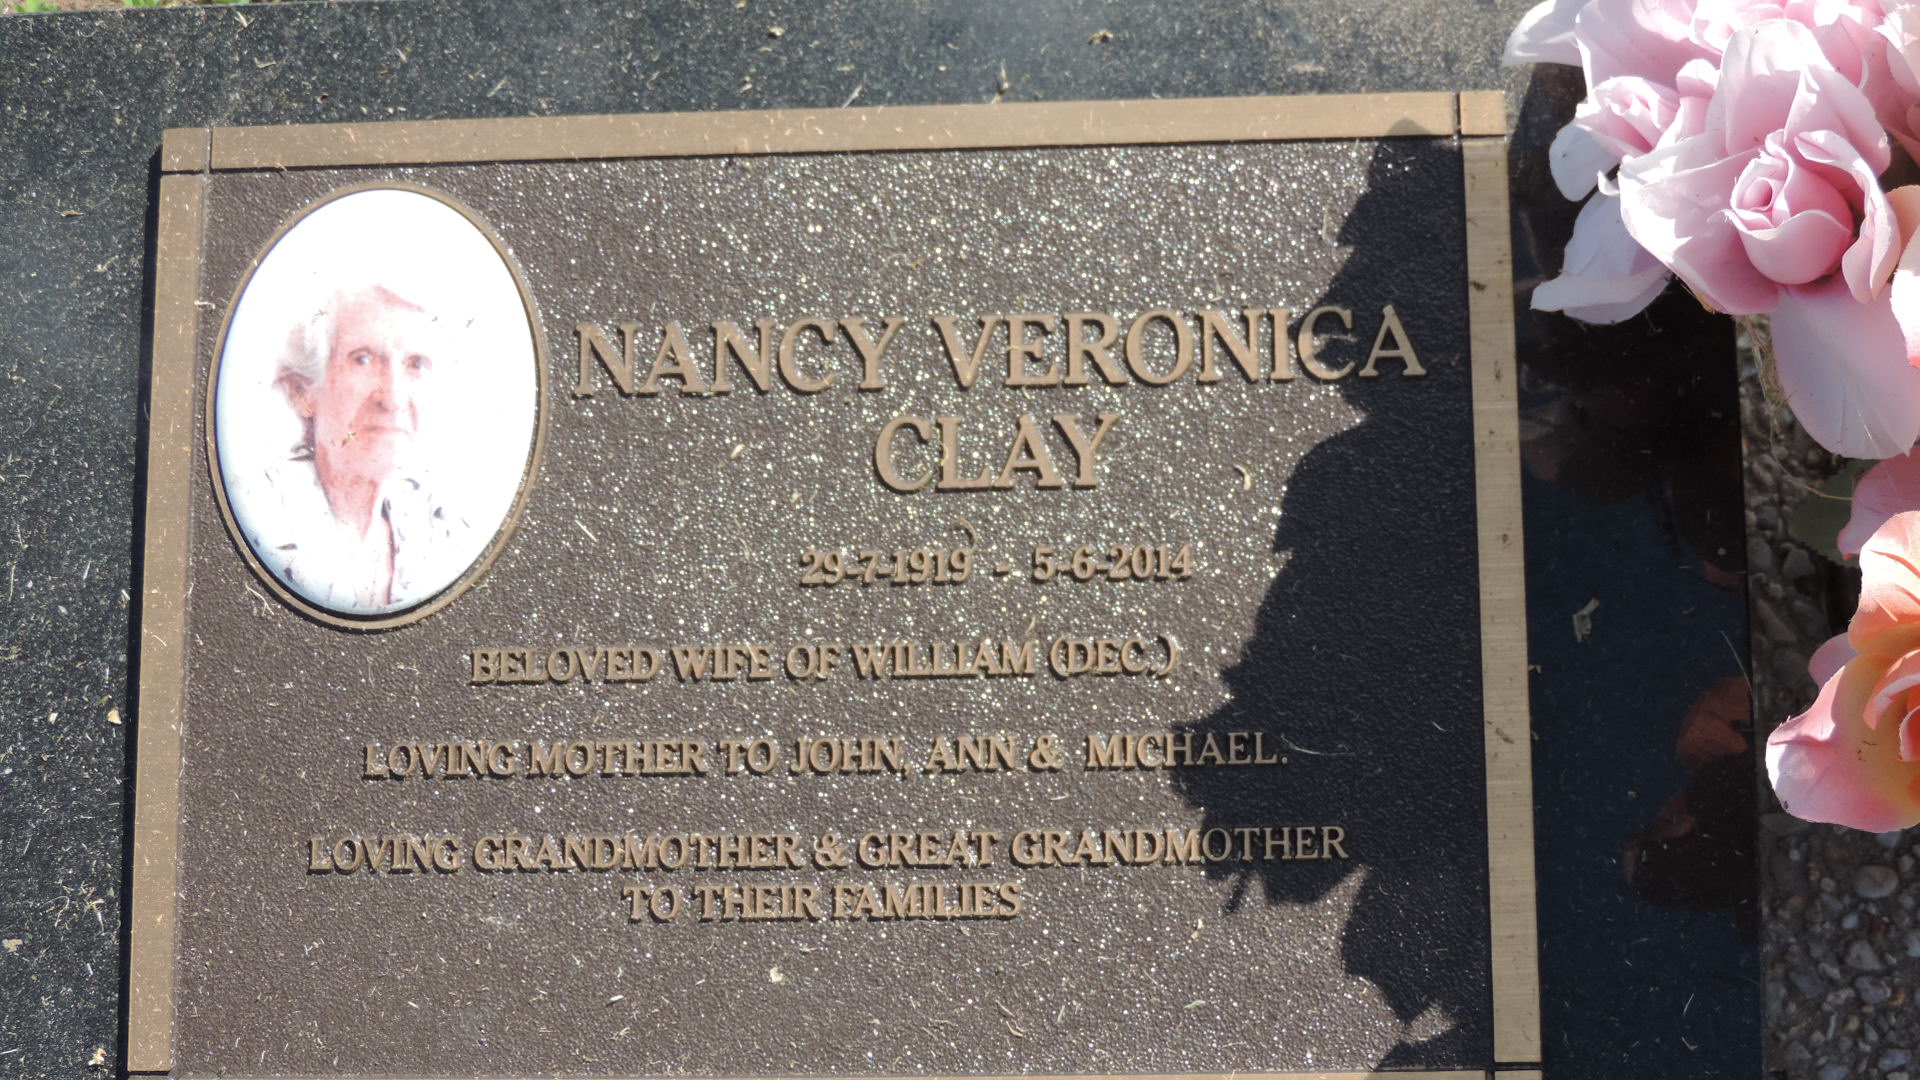 NANCY VERONICA
CLAY
29-7-1919 - 5-6-2014
BELOVED WIFE OF WILLIAM (DEC.)
LOVING MOTHER TO JOHN, ANN & MICHAEL.
LOVING GRANDMOTHER & GREAT GRANDMOTHER
TO THEIR FAMILIES